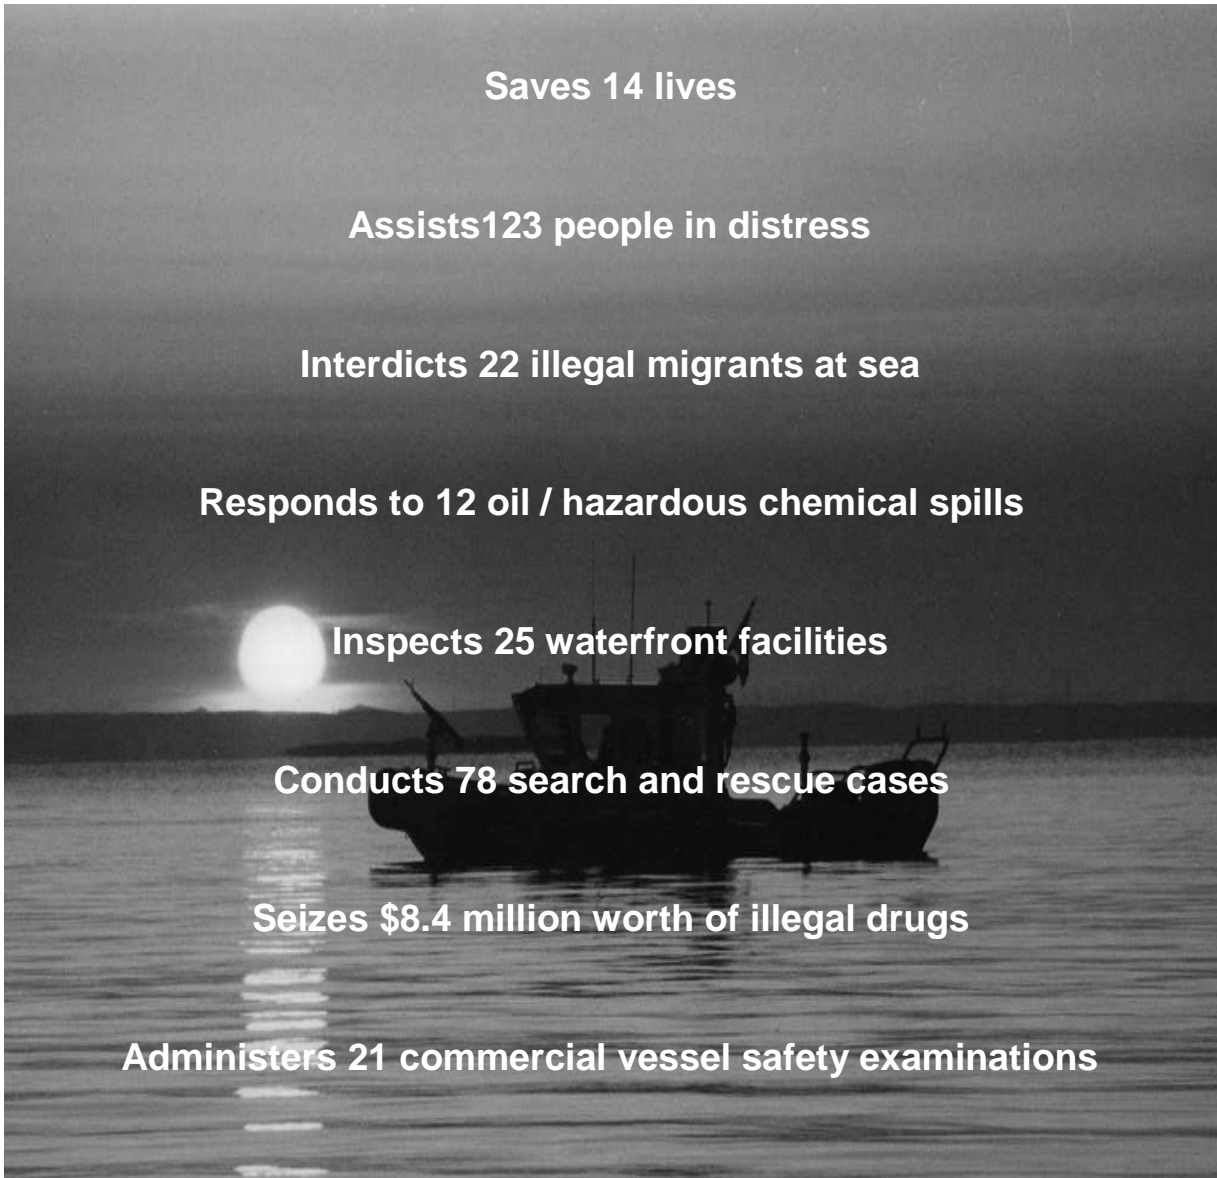 Saves 14 lives
Assists123 people in distress
Interdicts 22 illegal migrants at sea
Responds to 12 oil / hazardous chemical spills
Inspects 25 waterfront facilities
Conducts 78 search and rescue cases
Seizes $8.4 million worth of illegal drugs
Administers 21 commercial vessel safety examinations